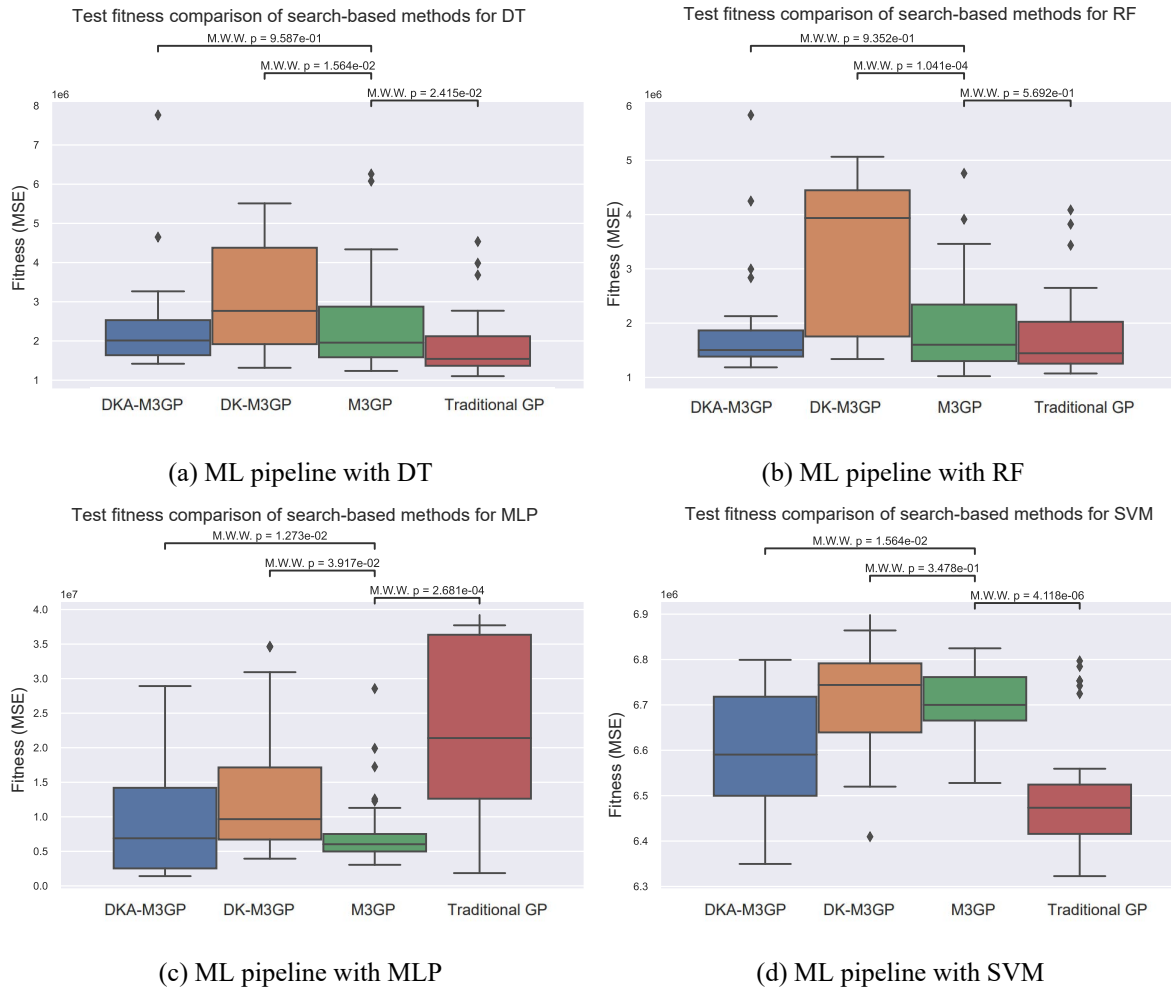 Test fitness comparison of search-based methods for DT
M.W.W. p = 9.587e-01
M.W.W. p = 1.564e-02
M.W.W. p = 2.415e-02
1e6
8
7
6
5
4
3
2
1
Fitness (MSE)
DKA-M3GP DK-M3GP M3GP Traditional GP
(a) ML pipeline with DT
Test fitness comparison of search-based methods for RF
M.W.W. p = 9.352e-01
M.W.W. p = 1.041e-04
M.W.W. p = 5.692e-01
1e6
6
5
4
3
2
1
Fitness (MSE)
DKA-M3GP DK-M3GP M3GP Traditional GP
(b) ML pipeline with RF
Test fitness comparison of search-based methods for MLP
M.W.W. p = 1.273e-02
M.W.W. p = 3.917e-02
M.W.W. p = 2.681e-04
1e7
4.0
3.5
3.0
2.5
2.0
1.5
1.0
0.5
0.0
Fitness (MSE)
DKA-M3GP DK-M3GP M3GP Traditional GP
(c) ML pipeline with MLP
Test fitness comparison of search-based methods for SVM
M.W.W. p = 1.564e-02
M.W.W. p = 3.478e-01
M.W.W. p = 4.118e-06
1e6
6.9
6.8
6.7
6.6
6.5
6.4
6.3
Fitness (MSE)
DKA-M3GP DK-M3GP M3GP Traditional GP
(d) ML pipeline with SVM